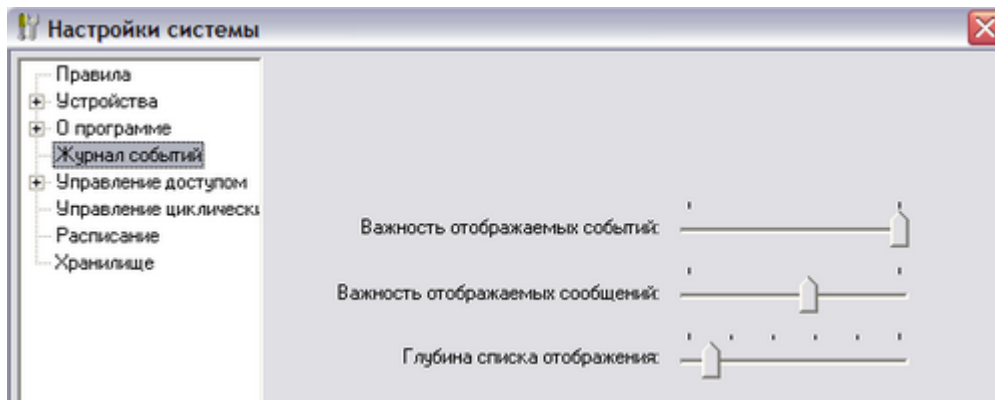 Настройки системы
Правила
Устройства
О программе
Журнал событий
Управление доступом
Управление циклически
Расписание
Хранилище
Важность отображаемых событий:
Важность отображаемых сообщений:
Глубина списка отображения: